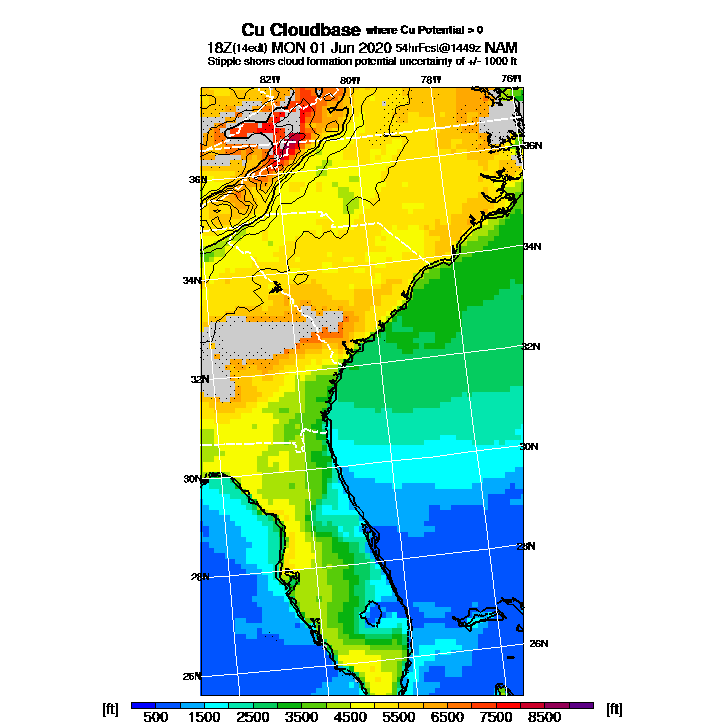 Cu Cloudbase where Cu Potential > 0
18Z(14edt) MON 01 Jun 2020 54hrFcst@1449z NAM
Stipple shows cloud formation potential uncertainty of +/- 1000 ft
82W 80W 78W 76W
36N
36N
34N
34N
32N
32N
30N
30N
28N
28N
26N
26N
[ft] 500 1500 2500 3500 4500 5500 6500 7500 8500 [ft]